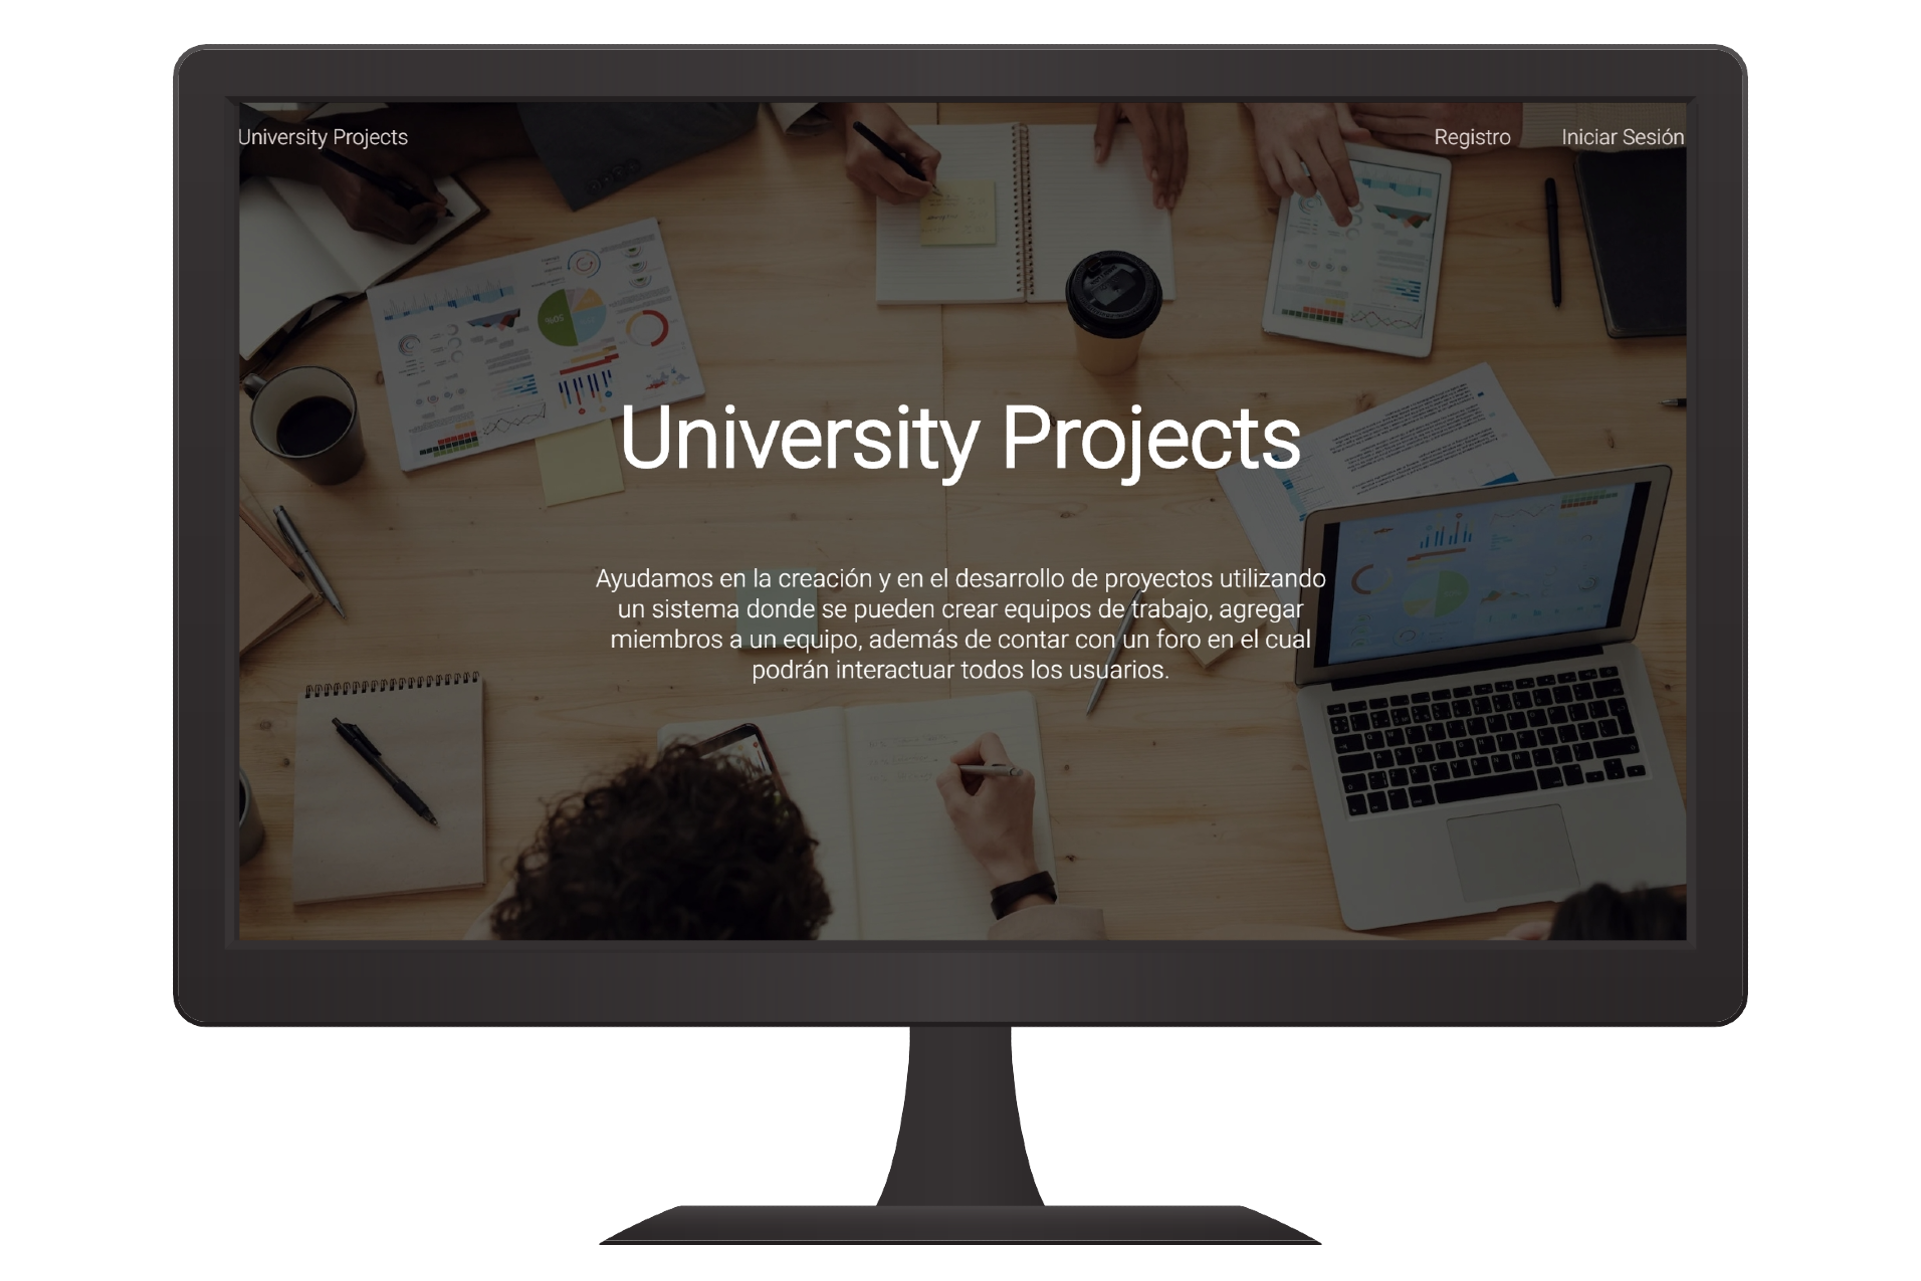 University Projects
Registro
Iniciar Sesión
University Projects
Ayudamos en la creación y en el desarrollo de proyectos utilizando
un sistema donde se pueden crear equipos de trabajo, agregar
miembros a un equipo, además de contar con un foro en el cual
podrán interactuar todos los usuarios.
50%